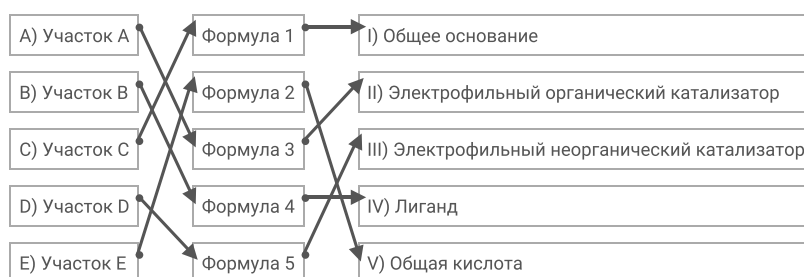 A) Участок A Формула 1 I) Общее основание
B) Участок B Формула 2 II) Электрофильный органический катализатор
C) Участок C Формула 3 III) Электрофильный неорганический катализатор
D) Участок D Формула 4 IV) Лиганд
E) Участок E Формула 5 V) Общая кислота